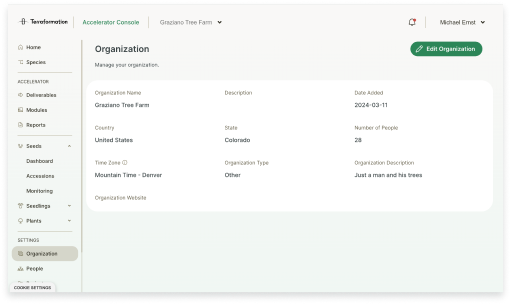 Terraformation
Accelerator Console
Graziano Tree Farm
Michael Ernst
Home
Species
ACCELERATOR
Deliverables
Modules
Reports
Seeds
Dashboard
Accessions
Monitoring
Seedlings
Plants
SETTINGS
Organization
People
COOKIE SETTINGS
Organization
Edit Organization
Manage your organization.
Organization Name
Description
Date Added
Graziano Tree Farm
2024-03-11
Country
State
Number of People
United States
Colorado
28
Time Zone
Organization Type
Organization Description
Mountain Time - Denver
Other
Just a man and his trees
Organization Website